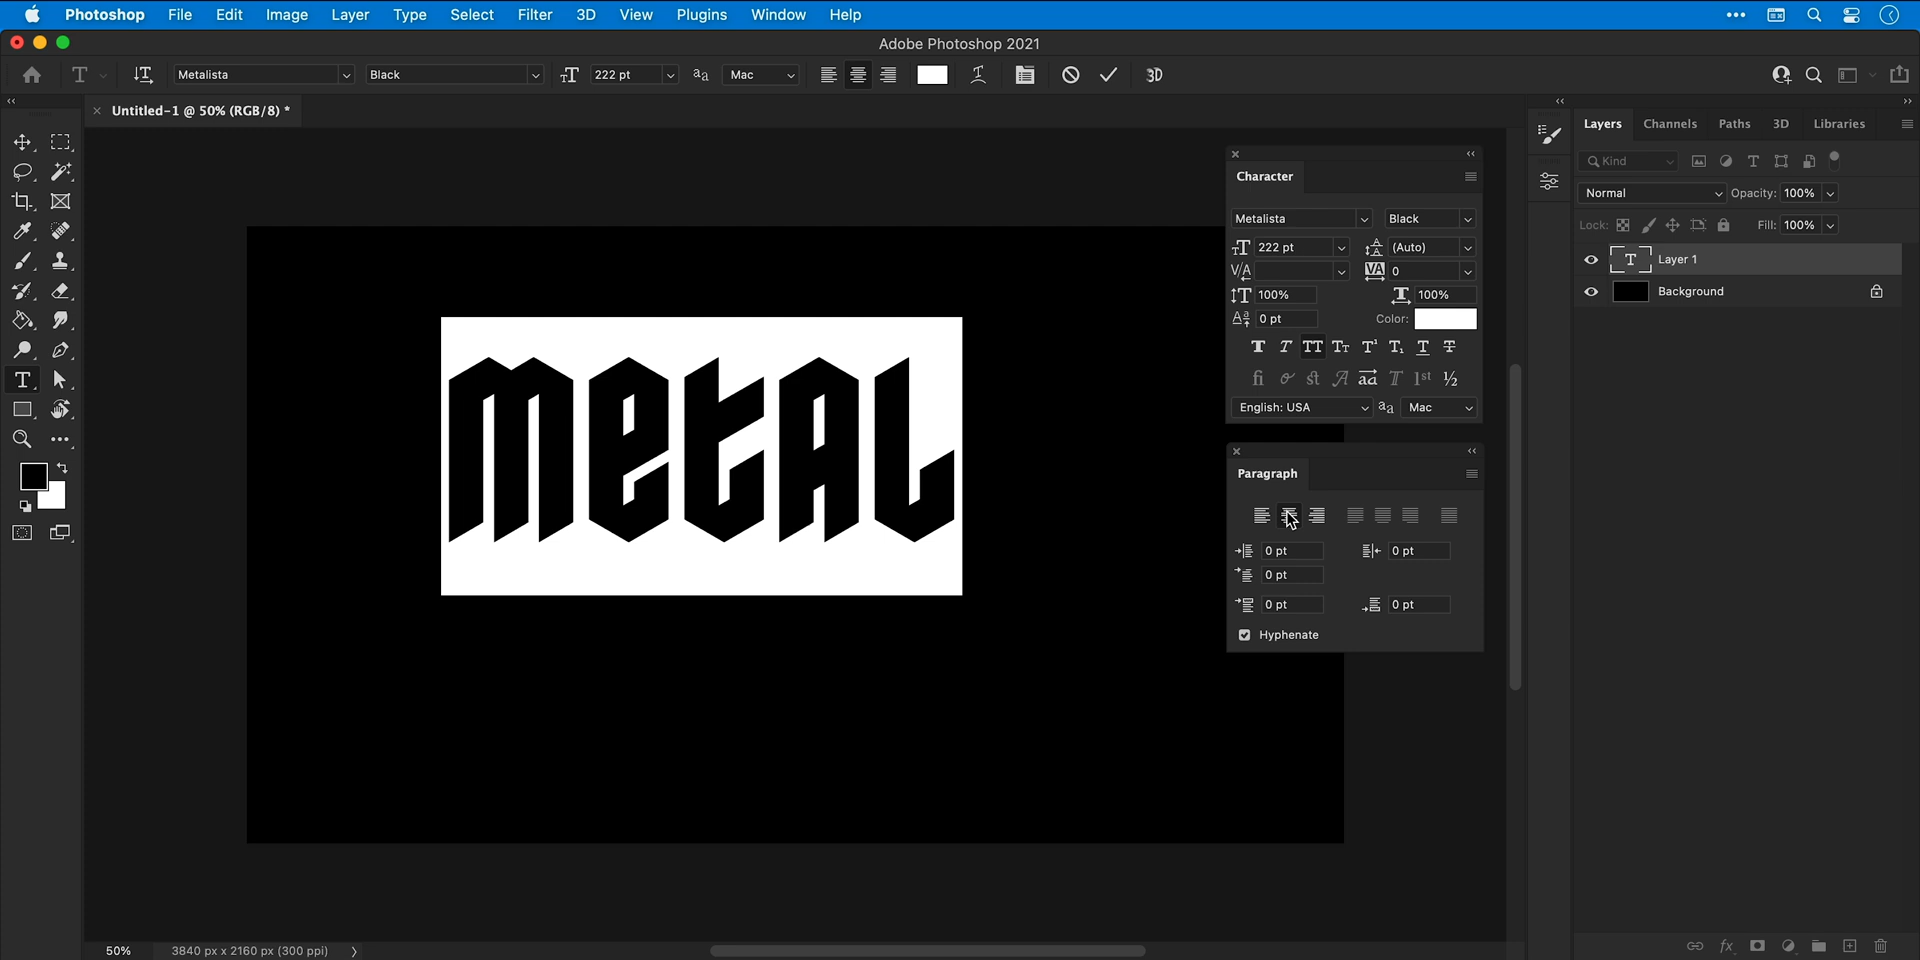 Photoshop File Edit Image Layer Type Select Filter 3D View Plugins Window Help
Adobe Photoshop 2021
Metalista Black 222 pt Mac 3D
Untitled-1 @ 50% (RGB/8) *
Layers Channels Paths 3D Libraries
Kind
Normal Opacity: 100%
Lock: Fill: 100%
Layer 1
Background
Character
Metalista Black
222 pt (Auto)
0
100% 100%
0 pt Color:
English: USA aa Mac
Paragraph
0 pt 0 pt
0 pt
0 pt 0 pt
Hyphenate
METAL
50% 3840 px x 2160 px (300 ppi)